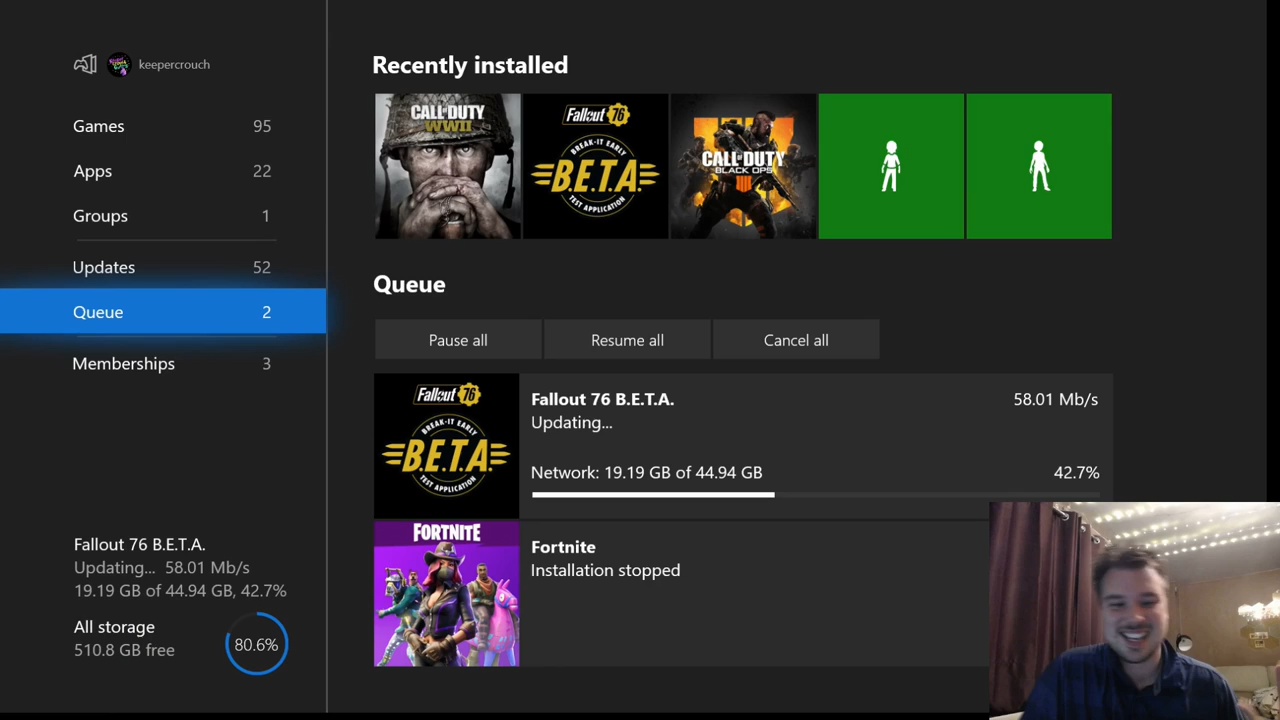 keepercrouch
Games 95
Apps 22
Groups 1
Updates 52
Queue 2
Memberships 3
Fallout 76 B.E.T.A.
Updating... 58.01 Mb/s
19.19 GB of 44.94 GB, 42.7%
All storage
510.8 GB free
80.6%
Recently installed
CALL OF DUTY
WWII
Fallout 76
BREAK-IT EARLY
B.E.T.A.
TEST APPLICATION
CALL OF DUTY
BLACK OPS
IIII
Queue
Pause all
Resume all
Cancel all
Fallout 76
BREAK-IT EARLY
B.E.T.A.
TEST APPLICATION
Fallout 76 B.E.T.A. 58.01 Mb/s
Updating...
Network: 19.19 GB of 44.94 GB 42.7%
FORTNITE
Fortnite
Installation stopped